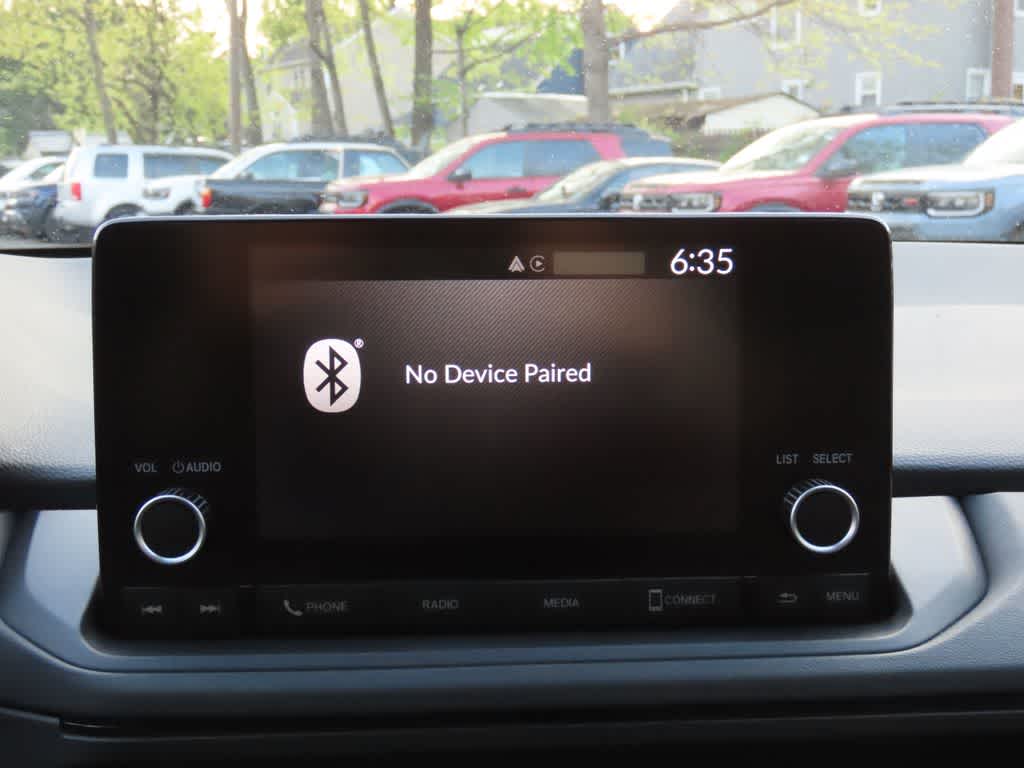 6:35
®
No Device Paired
VOL AUDIO
LIST SELECT
PHONE RADIO MEDIA CONNECT MENU